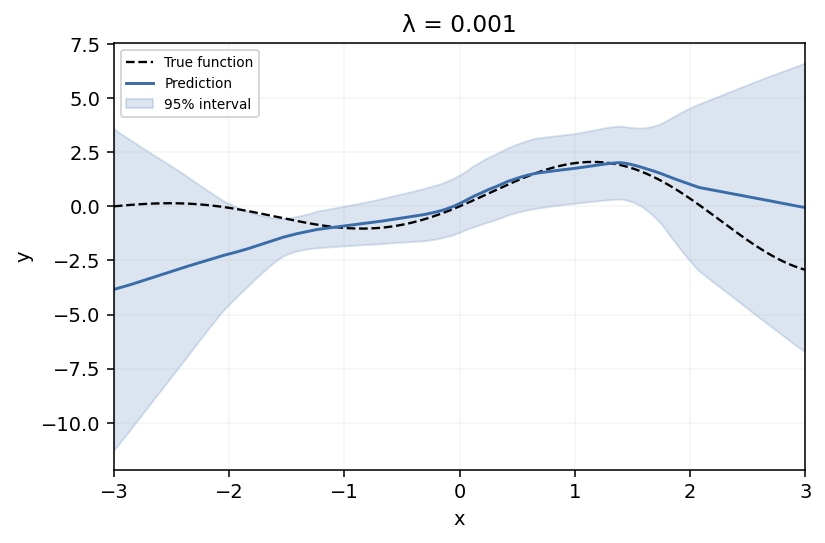 λ = 0.001
True function
Prediction
95% interval
7.5
5.0
2.5
0.0
−2.5
−5.0
−7.5
−10.0
y
−3 −2 −1 0 1 2 3
x